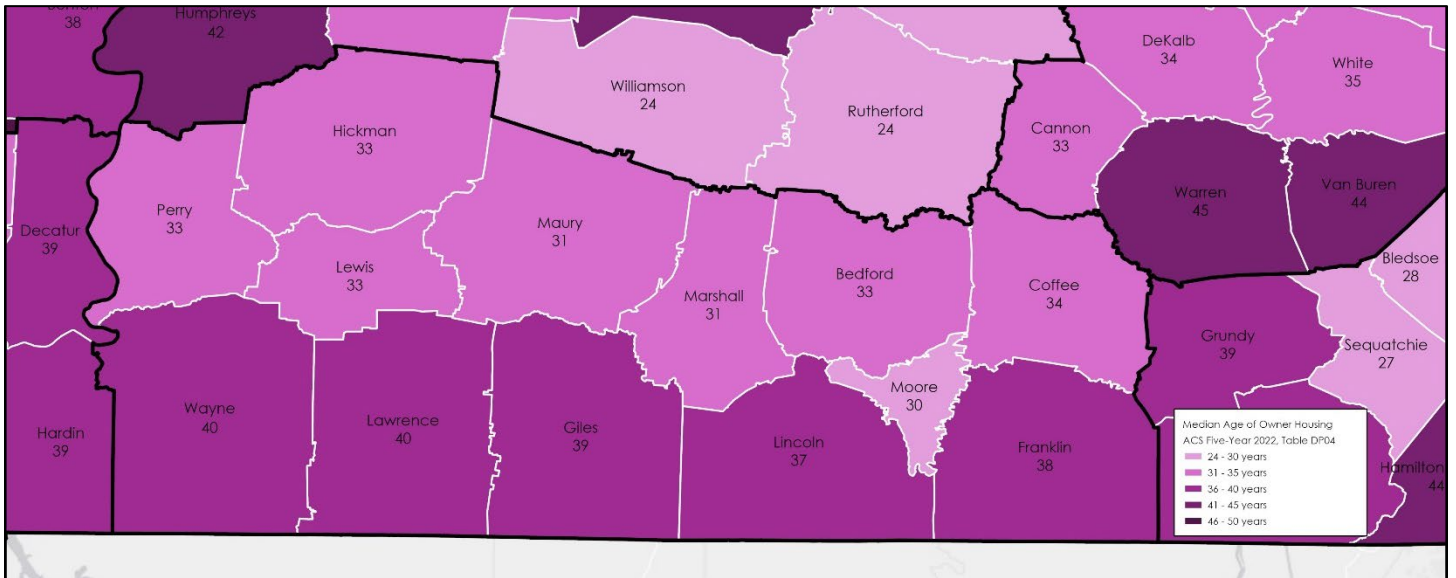 Benton
38
Humphreys
42
DeKalb
34
White
35
Williamson
24
Rutherford
24
Hickman
33
Cannon
33
Warren
45
Van Buren
44
Perry
33
Decatur
39
Maury
31
Lewis
33
Bedford
33
Marshall
31
Coffee
34
Bledsoe
28
Grundy
39
Sequatchie
27
Moore
30
Wayne
40
Lawrence
40
Giles
39
Hardin
39
Lincoln
37
Franklin
38
Hamilton
44
Median Age of Owner Housing
ACS Five-Year 2022, Table DP04
24 - 30 years
31 - 35 years
36 - 40 years
41 - 45 years
46 - 50 years